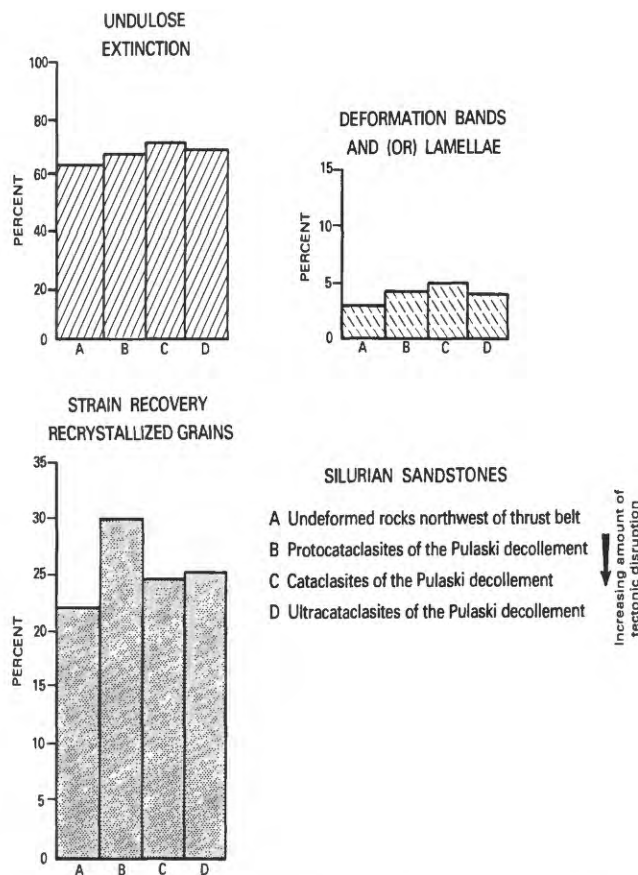 UNDULOSE
EXTINCTION
100
80
60
40
20
0
PERCENT
A B C D
DEFORMATION BANDS
AND (OR) LAMELLAE
15
10
5
0
PERCENT
A B C D
STRAIN RECOVERY
RECRYSTALLIZED GRAINS
35
30
25
20
15
10
5
0
PERCENT
A B C D
SILURIAN SANDSTONES
A Undeformed rocks northwest of thrust belt
B Protocataclasites of the Pulaski decollement
C Cataclasites of the Pulaski decollement
D Ultracataclasites of the Pulaski decollement
Increasing amount of
tectanic disruption